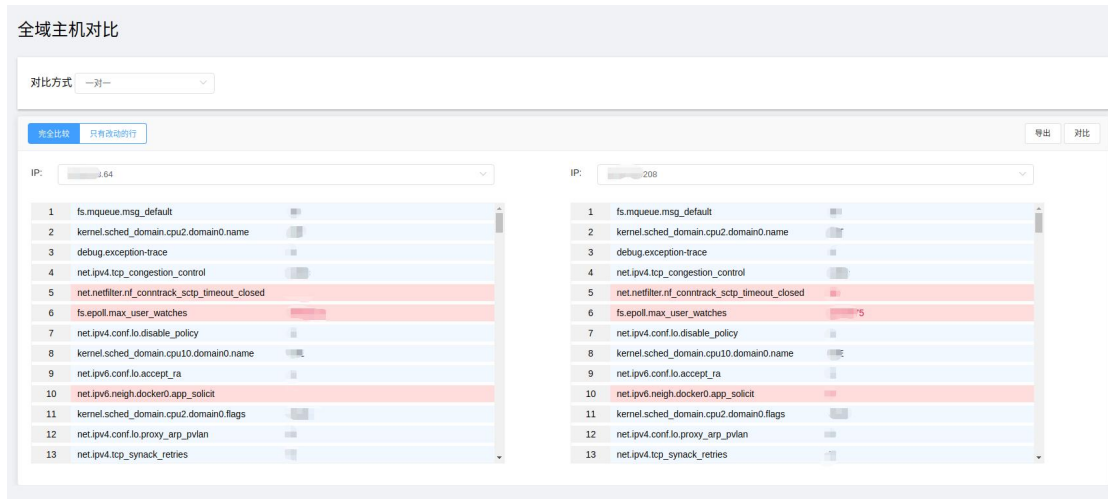 全域主机对比
对比方式 一对一
完全比较 只有改动的行 导出 对比
IP: .64 IP: 208
1 fs.mqueue.msg_default 1 fs.mqueue.msg_default
2 kernel.sched_domain.cpu2.domain0.name 2 kernel.sched_domain.cpu2.domain0.name
3 debug.exception-trace 3 debug.exception-trace
4 net.ipv4.tcp_congestion_control 4 net.ipv4.tcp_congestion_control
5 net.netfilter.nf_conntrack_sctp_timeout_closed 5 net.netfilter.nf_conntrack_sctp_timeout_closed
6 fs.epoll.max_user_watches 6 fs.epoll.max_user_watches
7 net.ipv4.conf.lo.disable_policy 7 net.ipv4.conf.lo.disable_policy
8 kernel.sched_domain.cpu10.domain0.name 8 kernel.sched_domain.cpu10.domain0.name
9 net.ipv6.conf.lo.accept_ra 9 net.ipv6.conf.lo.accept_ra
10 net.ipv6.neigh.docker0.app_solicit 10 net.ipv6.neigh.docker0.app_solicit
11 kernel.sched_domain.cpu2.domain0.flags 11 kernel.sched_domain.cpu2.domain0.flags
12 net.ipv4.conf.lo.proxy_arp_pvlan 12 net.ipv4.conf.lo.proxy_arp_pvlan
13 net.ipv4.tcp_synack_retries 13 net.ipv4.tcp_synack_retries